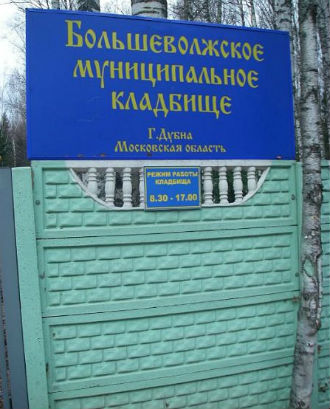 Большеволжское
муниципальное
кладбище
г.Дубна
Московская область
РЕЖИМ РАБОТЫ
КЛАДБИЩА
8.30 - 17.00